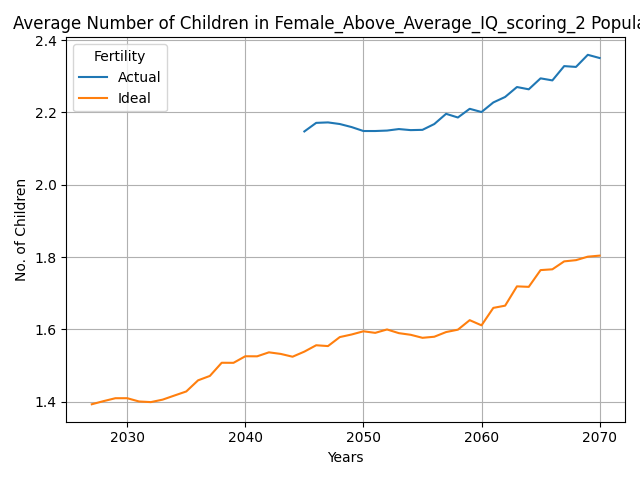 Average Number of Children in Female_Above_Average_IQ_scoring_2 Popula
Fertility
Actual
Ideal
2.4
2.2
2.0
1.8
1.6
1.4
No. of Children
2030 2040 2050 2060 2070
Years